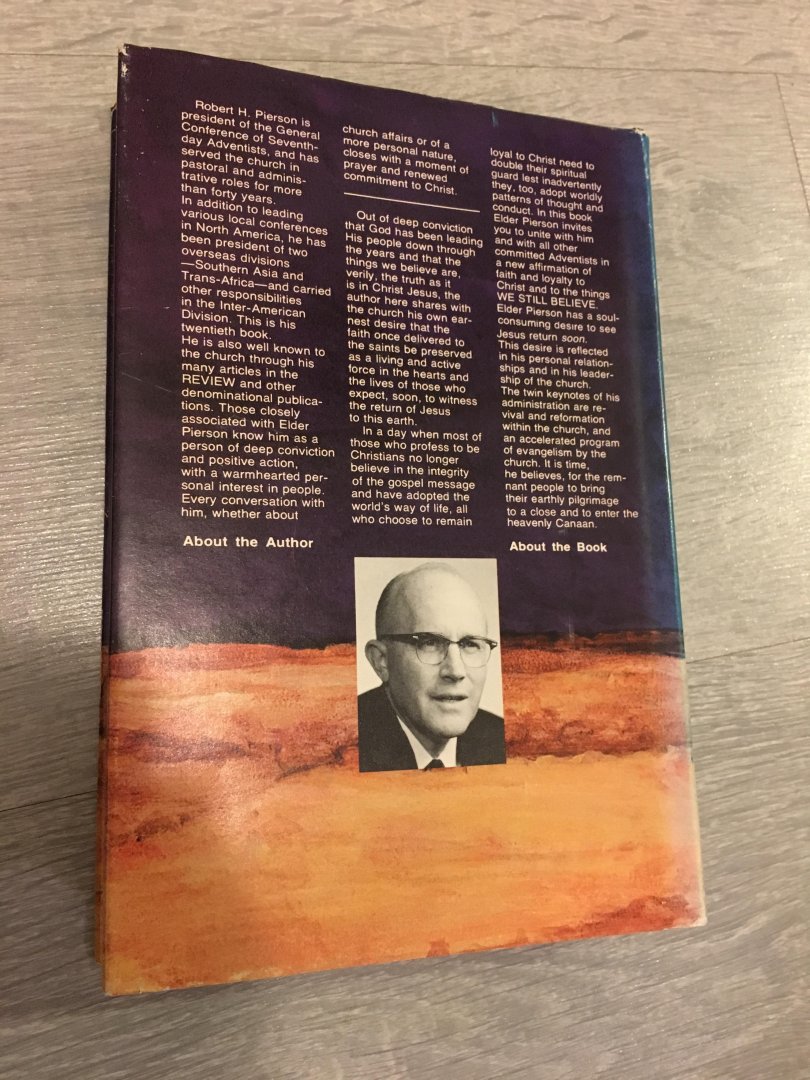 Robert H. Pierson is
president of the General
Conference of Seventh-
day Adventists, and has
served the church in
pastoral and adminis-
trative roles for more
than forty years.
In addition to leading
various local conferences
in North America, he has
been president of two
overseas divisions
—Southern Asia and
Trans-Africa—and carried
other responsibilities
in the Inter-American
Division. This is his
twentieth book.
He is also well known to
the church through his
many articles in the
REVIEW and other
denominational publica-
tions. Those closely
associated with Elder
Pierson know him as a
person of deep conviction
and positive action,
with a warmhearted per-
sonal interest in people.
Every conversation with
him, whether about
church affairs or of a
more personal nature,
closes with a moment of
prayer and renewed
commitment to Christ.
About the Author
Out of deep conviction
that God has been leading
His people down through
the years and that the
things we believe are,
verily, the truth as it
is in Christ Jesus, the
author here shares with
the church his own ear-
nest desire that the
faith once delivered to
the saints be preserved
as a living and active
force in the hearts and
the lives of those who
expect, soon, to witness
the return of Jesus
to this earth.
In a day when most of
those who profess to be
Christians no longer
believe in the integrity
of the gospel message
and have adopted the
world's way of life, all
who choose to remain
loyal to Christ need to
double their spiritual
guard lest inadvertently
they, too, adopt worldly
patterns of thought and
conduct. In this book
Elder Pierson invites
you to unite with him
and with all other
committed Adventists in
a new affirmation of
faith and loyalty to
Christ and to the things
WE STILL BELIEVE.
Elder Pierson has a soul-
consuming desire to see
Jesus return soon.
This desire is reflected
in his personal relation-
ships and in his leader-
ship of the church.
The twin keynotes of his
administration are re-
vival and reformation
within the church, and
an accelerated program
of evangelism by the
church. It is time,
he believes, for the rem-
nant people to bring
their earthly pilgrimage
to a close and to enter the
heavenly Canaan.
About the Book